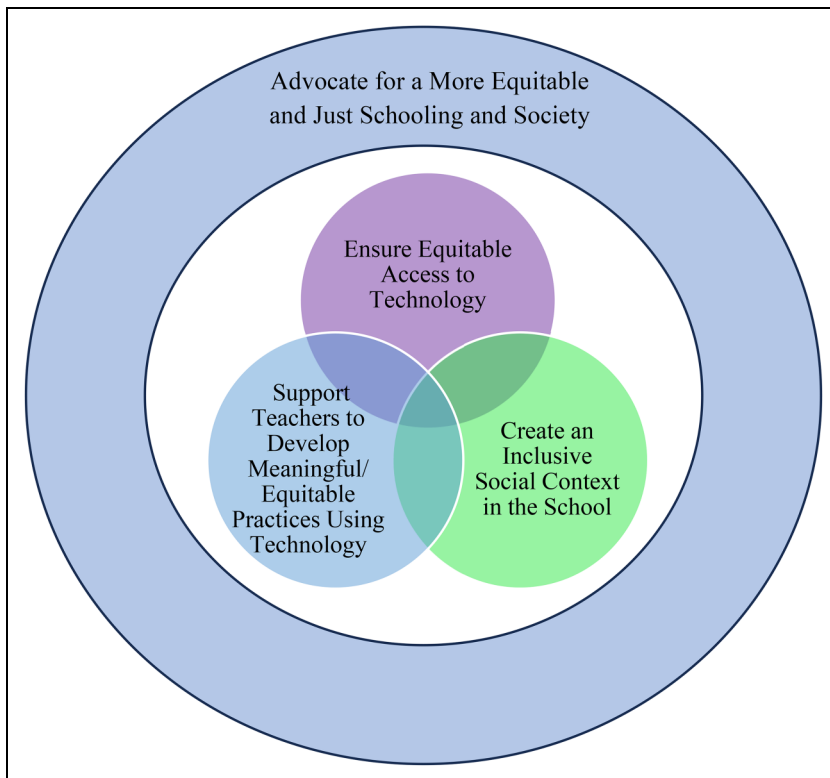 Advocate for a More Equitable
and Just Schooling and Society
Ensure Equitable
Access to
Technology
Support
Teachers to
Develop
Meaningful/
Equitable
Practices Using
Technology
Create an
Inclusive
Social Context
in the School